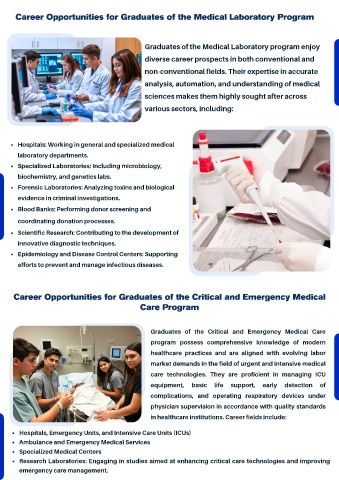 Career Opportunities for Graduates of the Medical Laboratory Program
Graduates of the Medical Laboratory program enjoy
diverse career prospects in both conventional and
non-conventional fields. Their expertise in accurate
analysis, automation, and understanding of medical
sciences makes them highly sought after across
various sectors, including:
• Hospitals: Working in general and specialized medical
laboratory departments.
• Specialized Laboratories: Including microbiology,
biochemistry, and genetics labs.
• Forensic Laboratories: Analyzing toxins and biological
evidence in criminal investigations.
• Blood Banks: Performing donor screening and
coordinating donation processes.
• Scientific Research: Contributing to the development of
innovative diagnostic techniques.
• Epidemiology and Disease Control Centers: Supporting
efforts to prevent and manage infectious diseases.
Career Opportunities for Graduates of the Critical and Emergency Medical
Care Program
Graduates of the Critical and Emergency Medical Care
program possess comprehensive knowledge of modern
healthcare practices and are aligned with evolving labor
market demands in the field of urgent and intensive medical
care technologies. They are proficient in managing ICU
equipment, basic life support, early detection of
complications, and operating respiratory devices under
physician supervision in accordance with quality standards
in healthcare institutions. Career fields include:
• Hospitals, Emergency Units, and Intensive Care Units (ICUs)
• Ambulance and Emergency Medical Services
• Specialized Medical Centers
• Research Laboratories: Engaging in studies aimed at enhancing critical care technologies and improving
emergency care management.